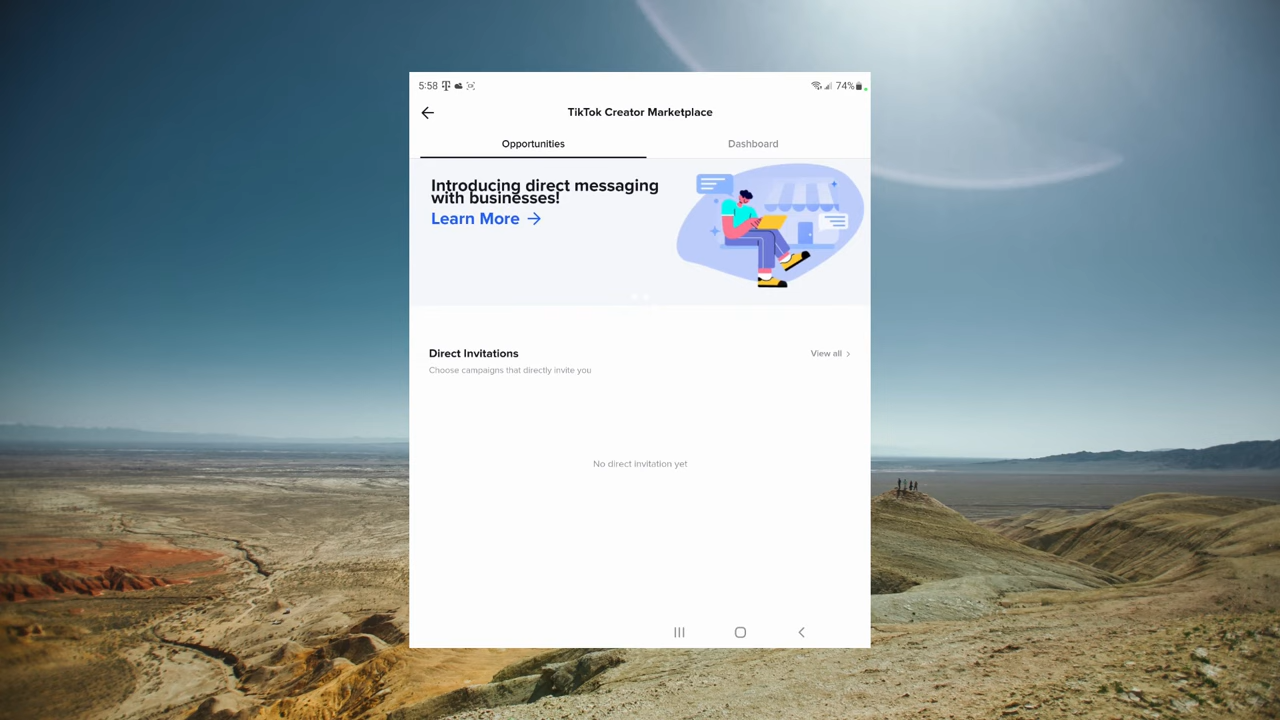 5:58
74%
TikTok Creator Marketplace
Opportunities
Dashboard
Introducing direct messaging
with businesses!
Learn More →
Direct Invitations
View all >
Choose campaigns that directly invite you
No direct invitation yet